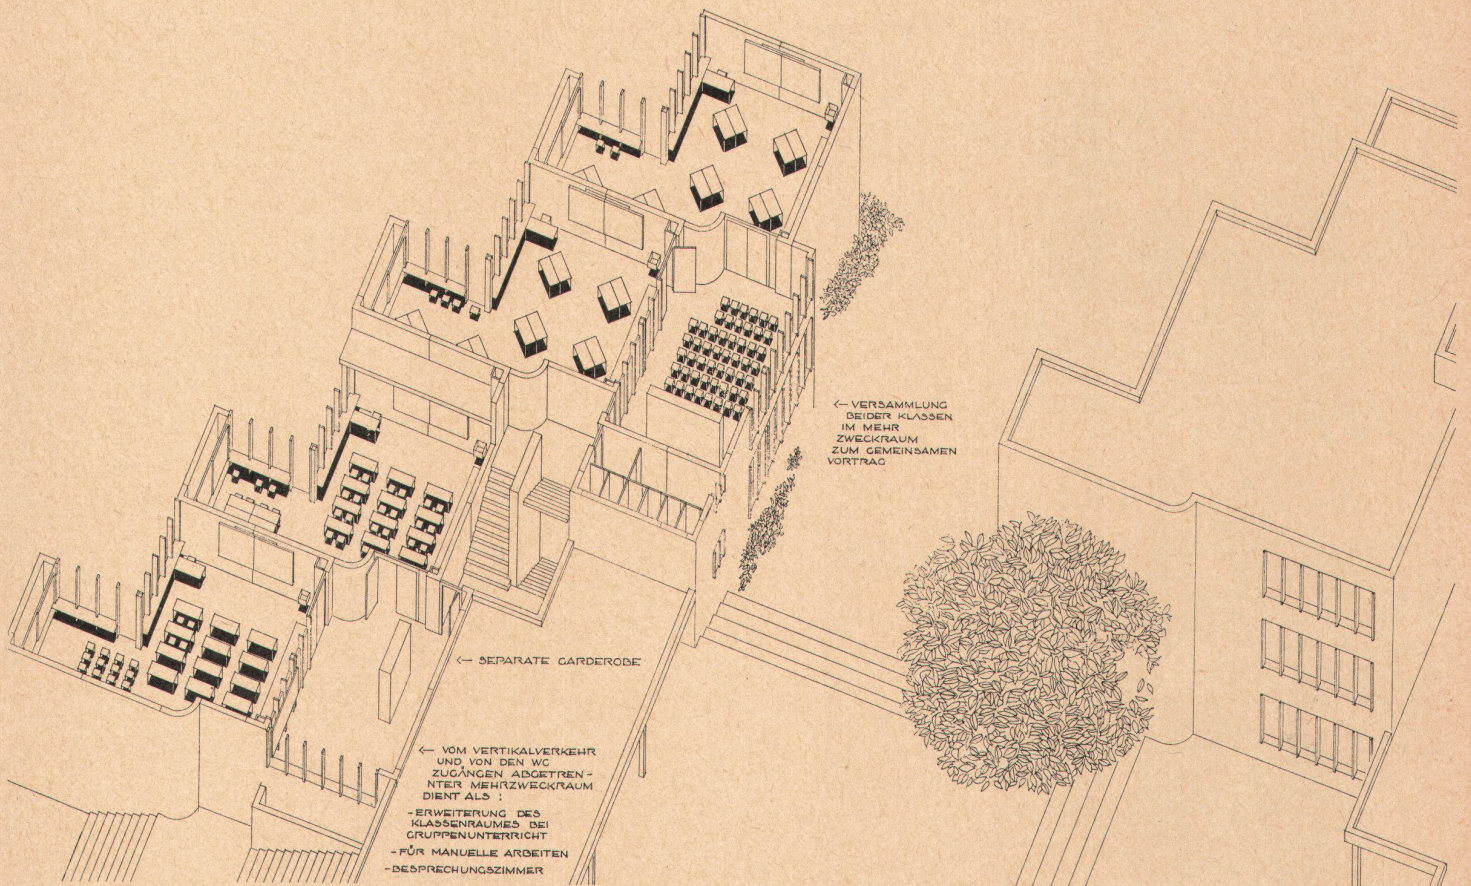 ← VERSAMMLUNG
BEIDER KLASSEN
IM MEHR
ZWECKRAUM
ZUM GEMEINSAMEN
VORTRAG
← SEPARATE GARDEROBE
← VOM VERTIKALVERKEHR
UND VON DEN WC
ZUGÄNGEN ABGETREN-
NTER MEHRZWECKRAUM
DIENT ALS :
- ERWEITERUNG DES
KLASSENRAUMES BEI
GRUPPENUNTERRICHT
- FÜR MANUELLE ARBEITEN
- BESPRECHUNGSZIMMER